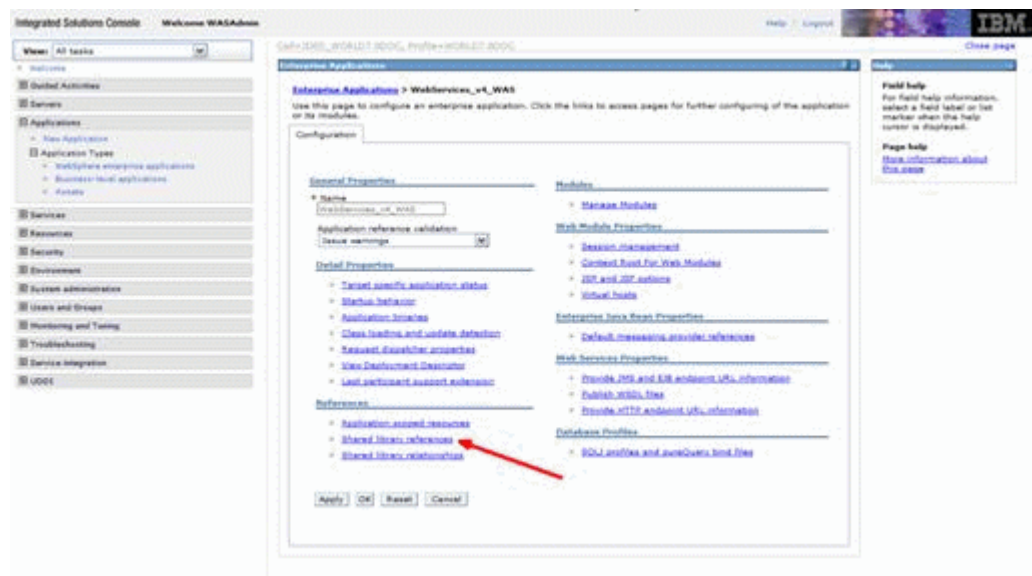 Integrated Solutions Console Welcome WASAdmin
Help | Logout
IBM
View: All tasks
Welcome
Guided Activities
Servers
Applications
New Application
Application Types
WebSphere enterprise applications
Business-level applications
Assets
Services
Resources
Security
Environment
System administration
Users and Groups
Monitoring and Tuning
Troubleshooting
Service integration
UDDI
Close page
Enterprise Applications
Enterprise Applications > WebServices_v4_WAS
Use this page to configure an enterprise application. Click the links to access pages for further configuring of the application
or its modules.
Configuration
General Properties
* Name
WebServices_v4_WAS
Application reference validation
Issue warnings
Detail Properties
Target specific application status
Startup behavior
Application binaries
Class loading and update detection
Request dispatcher properties
View Deployment Descriptor
Last participant support extension
References
Application scoped resources
Shared library references
Shared library relationships
Apply OK Reset Cancel
Modules
Manage Modules
Web Module Properties
Session management
Context Root For Web Modules
JSP and JSF options
Virtual hosts
Enterprise Java Bean Properties
Default messaging provider references
Web Services Properties
Provide JMS and EJB endpoint URL information
Publish WSDL files
Provide HTTP endpoint URL information
Database Profiles
SQLJ profiles and pureQuery bind files
Help
Field help
For field help information,
select a field label or list
marker when the help
cursor is displayed.
Page help
More information about
this page